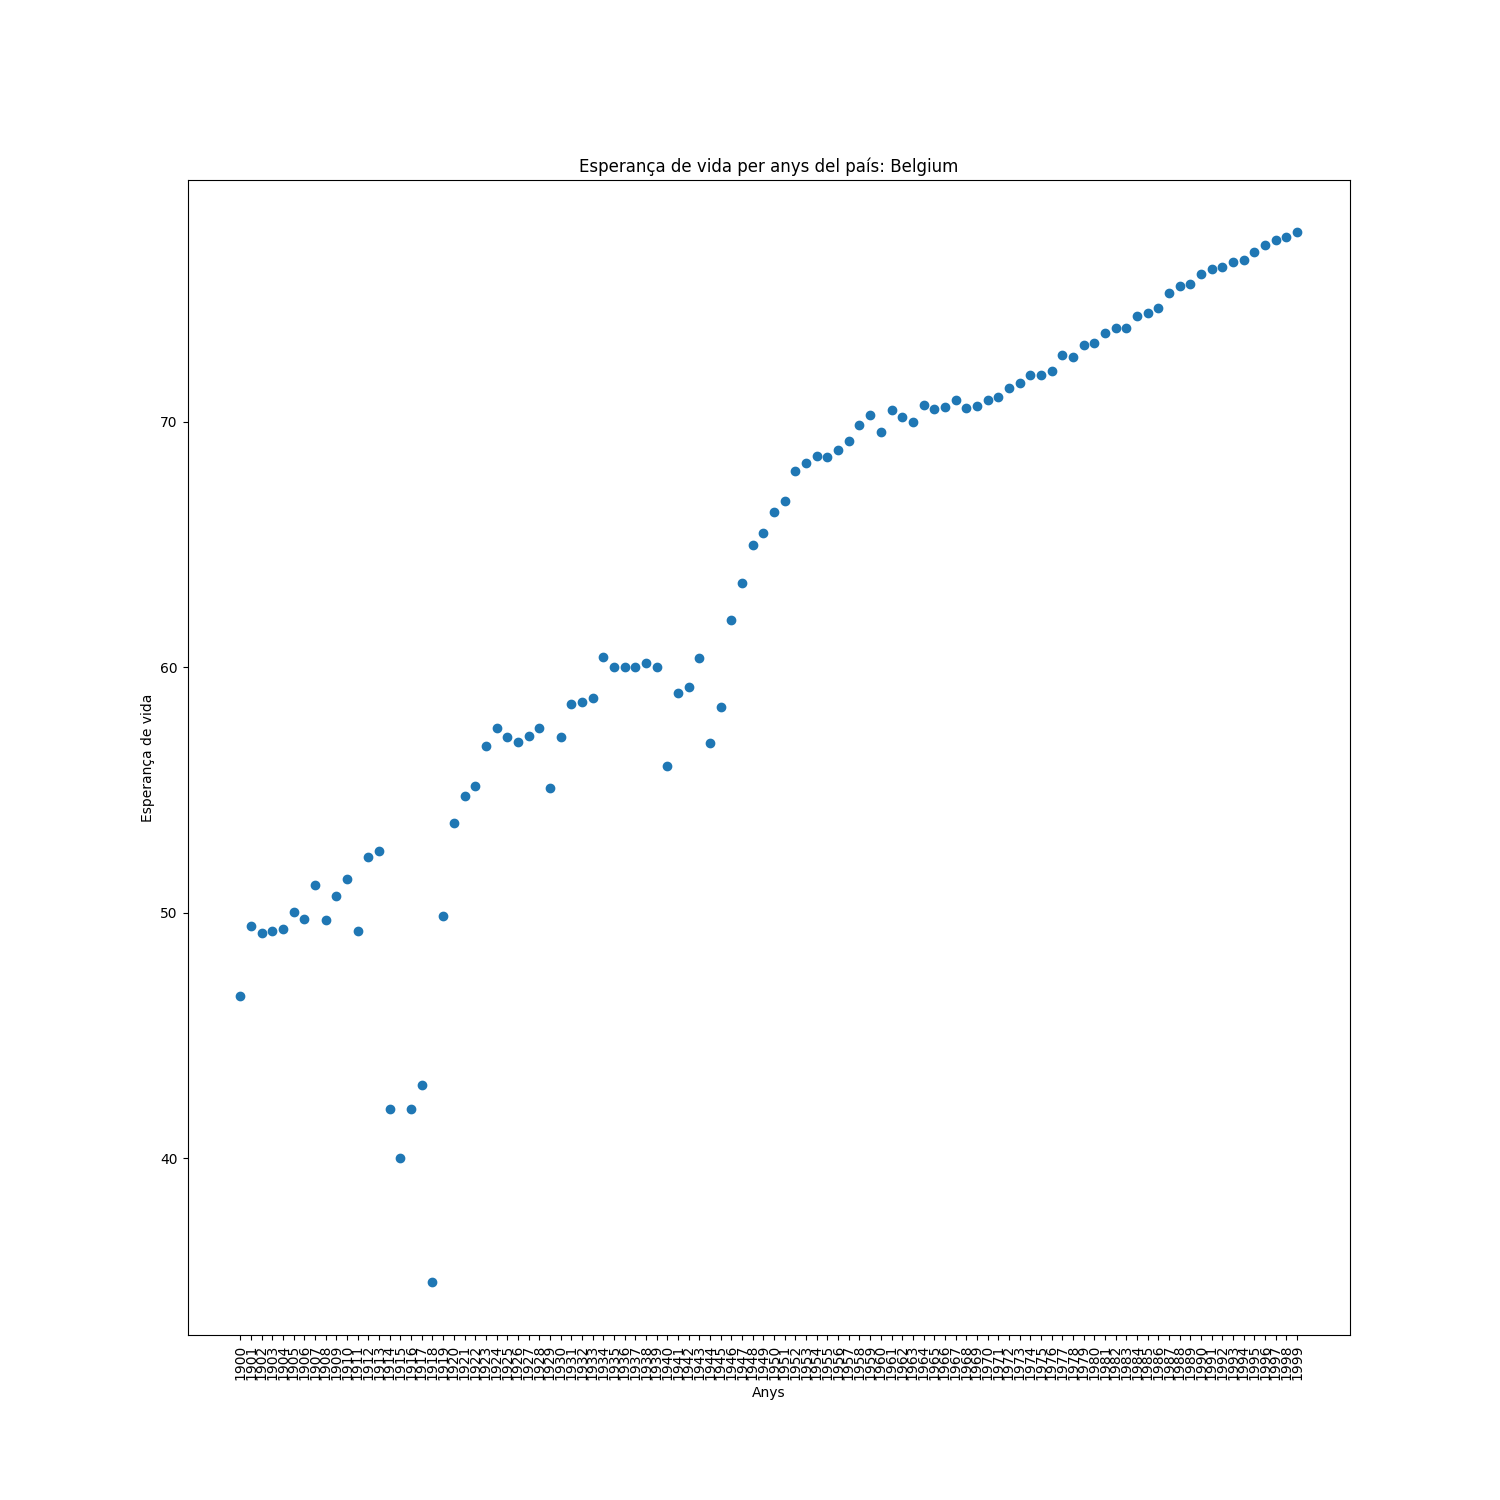 Esperança de vida per anys del país: Belgium
Esperança de vida
70
60
50
40
1900 1901 1902 1903 1904 1905 1906 1907 1908 1909 1910 1911 1912 1913 1914 1915 1916 1917 1918 1919 1920 1921 1922 1923 1924 1925 1926 1927 1928 1929 1930 1931 1932 1933 1934 1935 1936 1937 1938 1939 1940 1941 1942 1943 1944 1945 1946 1947 1948 1949 1950 1951 1952 1953 1954 1955 1956 1957 1958 1959 1960 1961 1962 1963 1964 1965 1966 1967 1968 1969 1970 1971 1972 1973 1974 1975 1976 1977 1978 1979 1980 1981 1982 1983 1984 1985 1986 1987 1988 1989 1990 1991 1992 1993 1994 1995 1996 1997 1998 1999
Anys